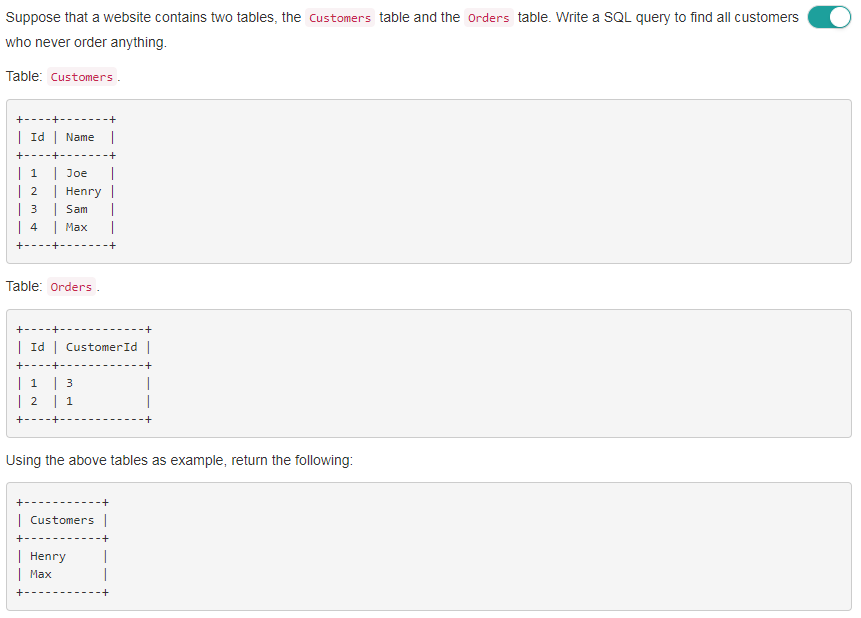 Suppose that a website contains two tables, the Customers table and the Orders table. Write a SQL query to find all customers
who never order anything.
Table: Customers.
+----+-------+
| Id | Name  |
+----+-------+
| 1  | Joe   |
| 2  | Henry |
| 3  | Sam   |
| 4  | Max   |
+----+-------+
Table: Orders.
+----+------------+
| Id | CustomerId |
+----+------------+
| 1  | 3          |
| 2  | 1          |
+----+------------+
Using the above tables as example, return the following:
+-----------+
| Customers |
+-----------+
| Henry     |
| Max       |
+-----------+